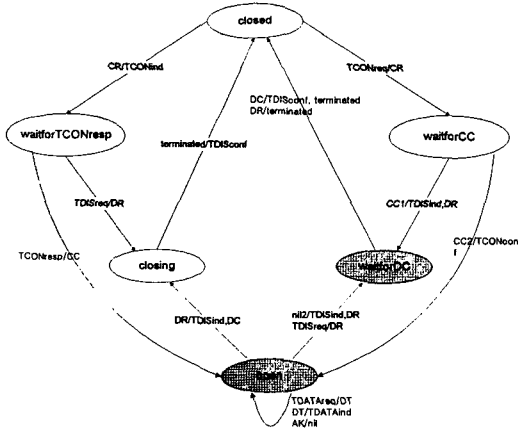 closed
CR/TCONind
TCONreq/CR
DC/TDISconf, terminated
DR/terminated
waitforTCONresp
waitforCC
terminated/TDISconf
TDISreq/DR
CC1/TDISind,DR
CC2/TCONcon
f
TCONresp/CC
closing
waitforDC
DR/TDISind,DC
nil2/TDISind,DR
TDISreq/DR
open
TDATAreq/DT
DT/TDATAind
AK/nil